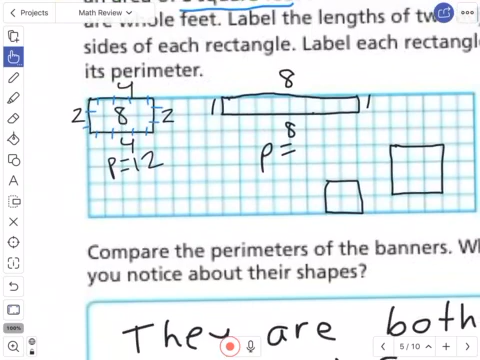 Projects
Math Review
are whole feet. Label the lengths of two
sides of each rectangle. Label each rectangle
its perimeter.
4
8
2 8 2
1 1
4
8
p=12
p=
Compare the perimeters of the banners.
you notice about their shapes?
They are both
100%
5 / 10